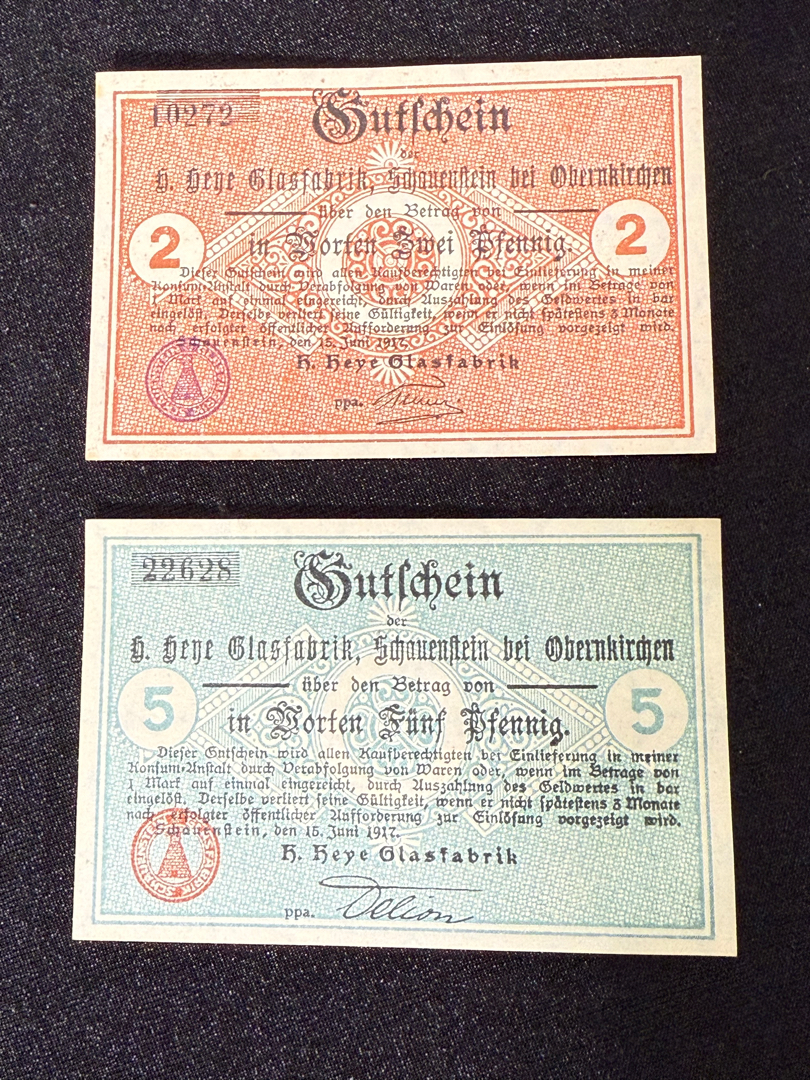 10272
Gutschein
der
H. Heye Glasfabrik, Schauenstein bei Obernkirchen
über den Betrag von
2
in Worten Zwei Pfennig.
2
Dieser Gutschein wird allen Kaufberechtigten bei Einlieferung in meiner
Konsum-Anstalt durch Verabfolgung von Waren oder, wenn im Betrage von
1 Mark auf einmal eingereicht, durch Auszahlung des Geldwertes in bar
eingelöst. Derselbe verliert seine Gültigkeit, wenn er nicht spätestens 3 Monate
nach erfolgter öffentlicher Aufforderung zur Einlösung vorgezeigt wird.
Schauenstein, den 15. Juni 1917.
H. Heye Glasfabrik
ppa.
22628
Gutschein
der
H. Heye Glasfabrik, Schauenstein bei Obernkirchen
über den Betrag von
5
in Worten Fünf Pfennig.
5
Dieser Gutschein wird allen Kaufberechtigten bei Einlieferung in meiner
Konsum-Anstalt durch Verabfolgung von Waren oder, wenn im Betrage von
1 Mark auf einmal eingereicht, durch Auszahlung des Geldwertes in bar
eingelöst. Derselbe verliert seine Gültigkeit, wenn er nicht spätestens 3 Monate
nach erfolgter öffentlicher Aufforderung zur Einlösung vorgezeigt wird.
Schauenstein, den 15. Juni 1917.
H. Heye Glasfabrik
ppa. Delion